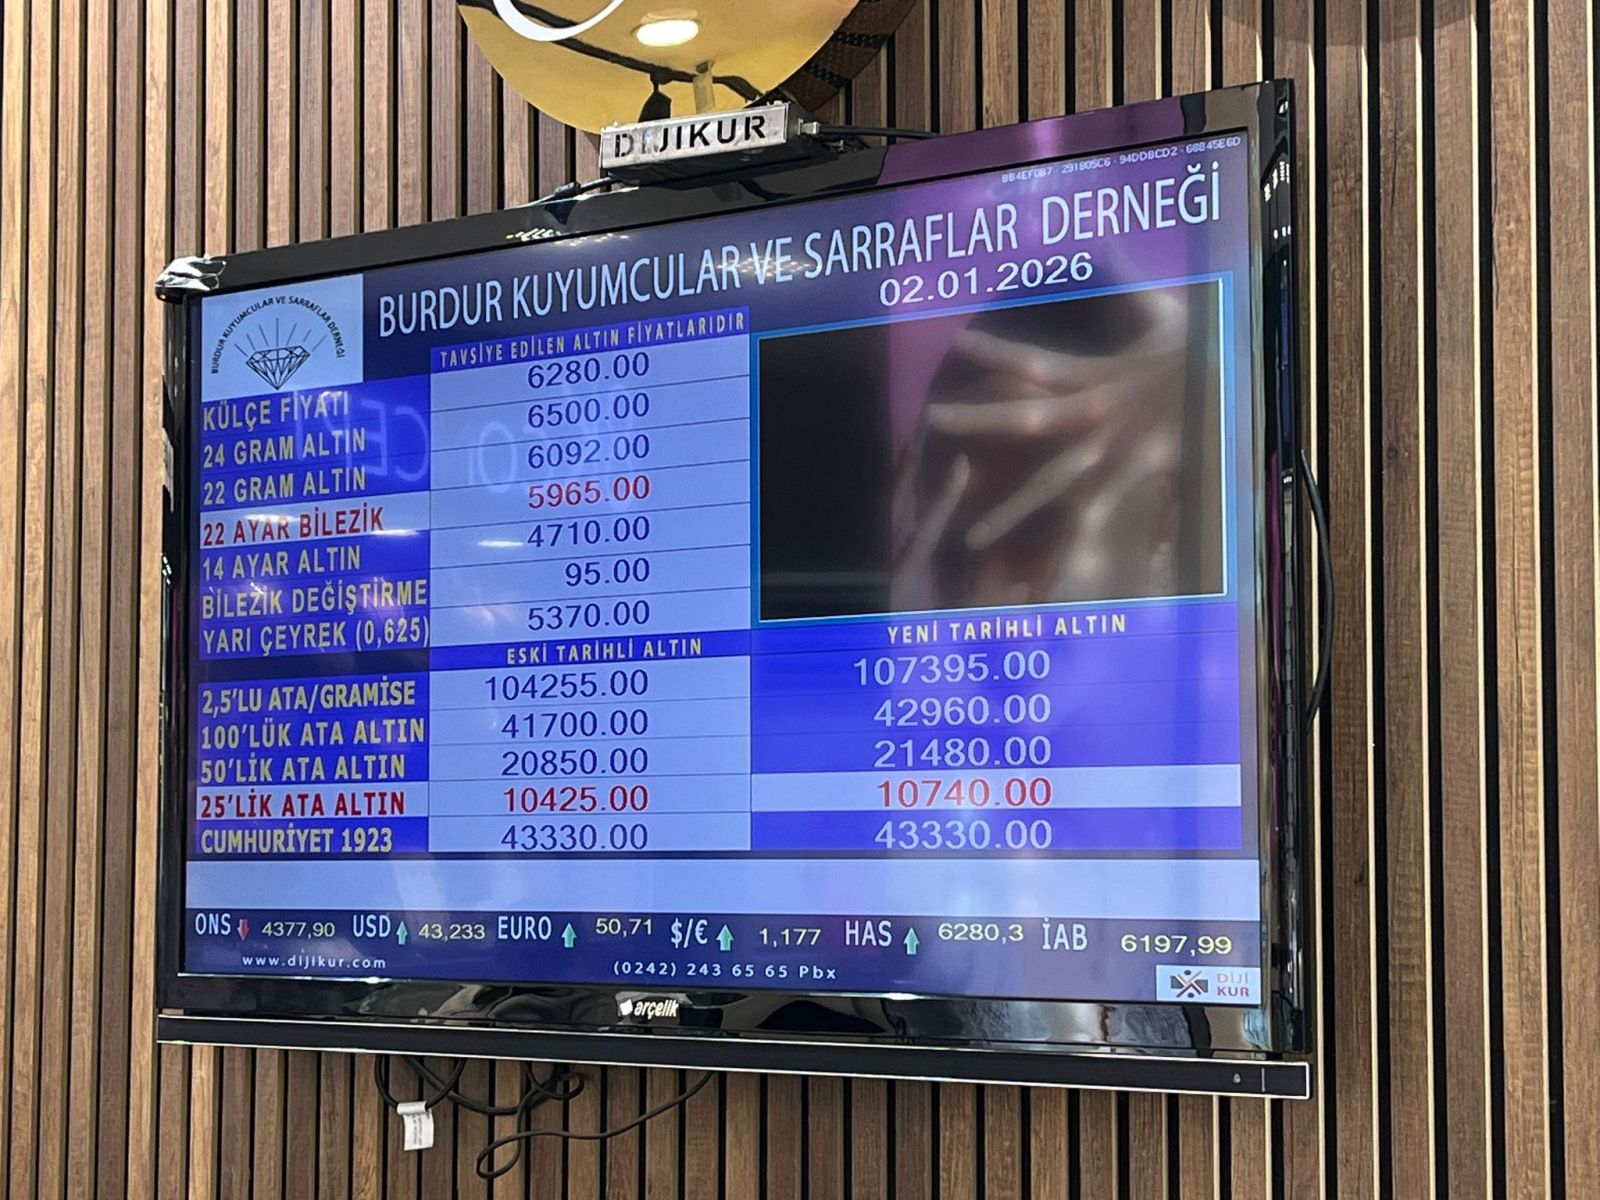 DİJİKUR
BB4EF0B7 - 291805C6 - 94DDBCD2 - 68845E6D
BURDUR KUYUMCULAR VE SARRAFLAR DERNEĞİ
02.01.2026
BURDUR KUYUMCULAR VE SARRAFLAR DERNEĞİ
TAVSİYE EDİLEN ALTIN FİYATLARIDIR
KÜLÇE FİYATI 6280.00
24 GRAM ALTIN 6500.00
22 GRAM ALTIN 6092.00
22 AYAR BİLEZİK 5965.00
14 AYAR ALTIN 4710.00
BİLEZİK DEĞİŞTİRME 95.00
YARI ÇEYREK (0,625) 5370.00
ESKİ TARİHLİ ALTIN YENİ TARİHLİ ALTIN
2,5'LU ATA/GRAMİSE 104255.00 107395.00
100'LÜK ATA ALTIN 41700.00 42960.00
50'LİK ATA ALTIN 20850.00 21480.00
25'LİK ATA ALTIN 10425.00 10740.00
CUMHURİYET 1923 43330.00 43330.00
ONS 4377,90 USD 43,233 EURO 50,71 $/€ 1,177 HAS 6280,3 İAB 6197,99
www.dijikur.com (0242) 243 65 65 Pbx
DİJİ
KUR
arçelik